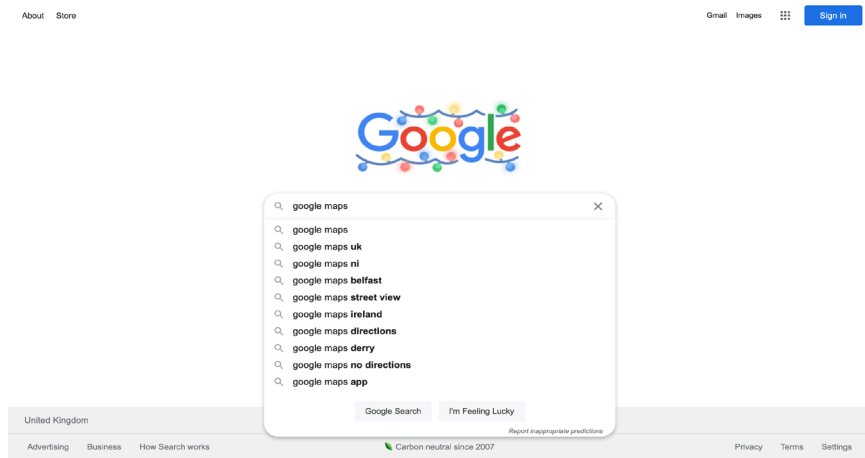 About Store Gmail Images Sign in
Google
google maps
google maps
google maps uk
google maps ni
google maps belfast
google maps street view
google maps ireland
google maps directions
google maps derry
google maps no directions
google maps app
Google Search I'm Feeling Lucky
Report inappropriate predictions
United Kingdom
Advertising Business How Search works Carbon neutral since 2007 Privacy Terms Settings